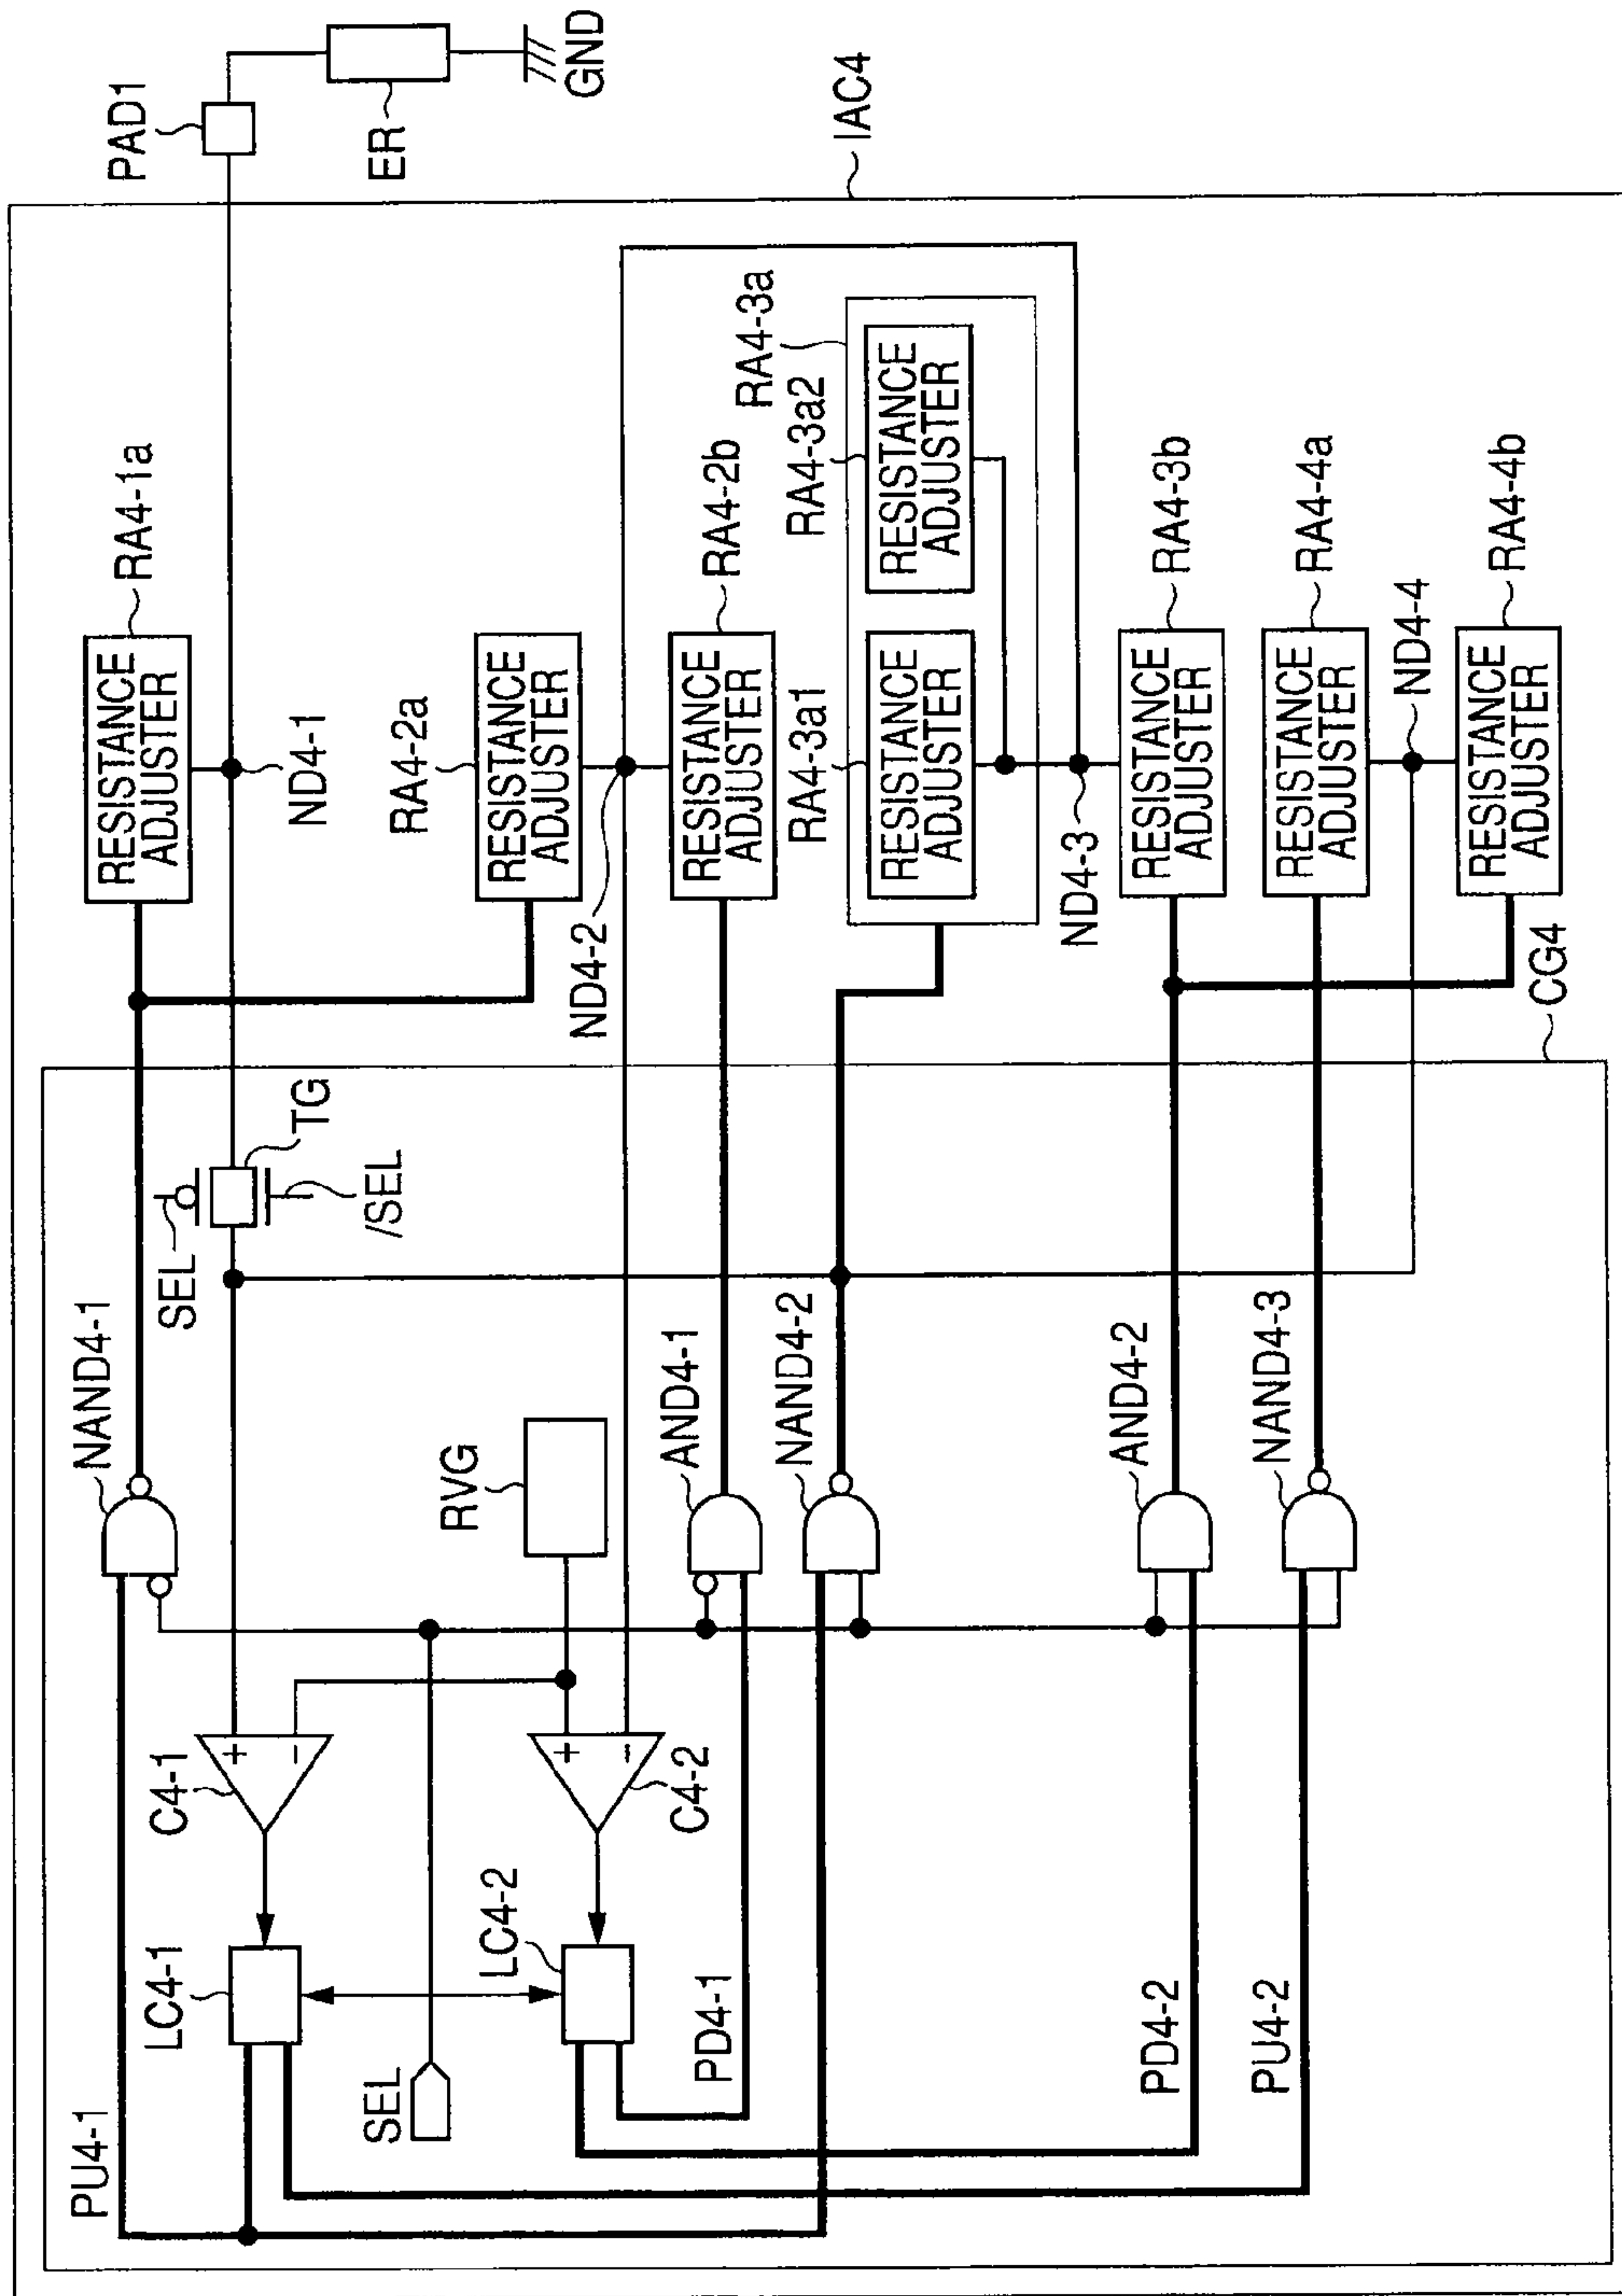 PU4-1
LC4-1
C4-1
+
-
NAND4-1
SEL
TG
/SEL
RESISTANCE
ADJUSTER
RA4-1a
ND4-1
PAD1
ER
GND
SEL
LC4-2
C4-2
+
-
RVG
RA4-2a
RESISTANCE
ADJUSTER
ND4-2
PD4-1
AND4-1
RESISTANCE
ADJUSTER
RA4-2b
NAND4-2
RA4-3a1
RESISTANCE
ADJUSTER
RA4-3a2
RA4-3a
RESISTANCE
ADJUSTER
IAC4
ND4-3
PD4-2
AND4-2
RESISTANCE
ADJUSTER
RA4-3b
PU4-2
NAND4-3
RESISTANCE
ADJUSTER
RA4-4a
ND4-4
RESISTANCE
ADJUSTER
RA4-4b
CG4